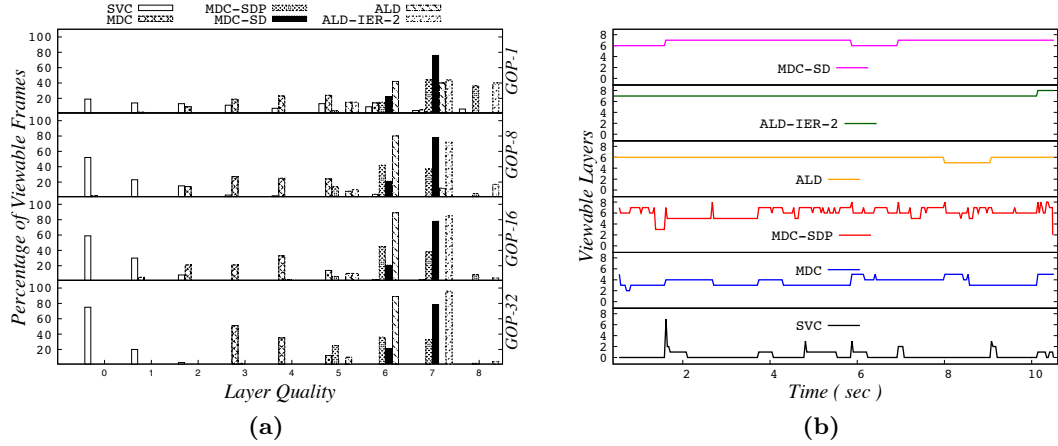 SVC MDC-SDP ALD
MDC MDC-SD ALD-IER-2
Percentage of Viewable Frames
100
80
60
40
20
GOP-1
100
80
60
40
20
GOP-8
100
80
60
40
20
GOP-16
100
80
60
40
20
GOP-32
0 1 2 3 4 5 6 7 8
Layer Quality
(a)
Viewable Layers
8
6
4
2
0
MDC-SD
8
6
4
2
0
ALD-IER-2
8
6
4
2
0
ALD
8
6
4
2
0
MDC-SDP
8
6
4
2
0
MDC
8
6
4
2
0
SVC
2 4 6 8 10
Time ( sec )
(b)